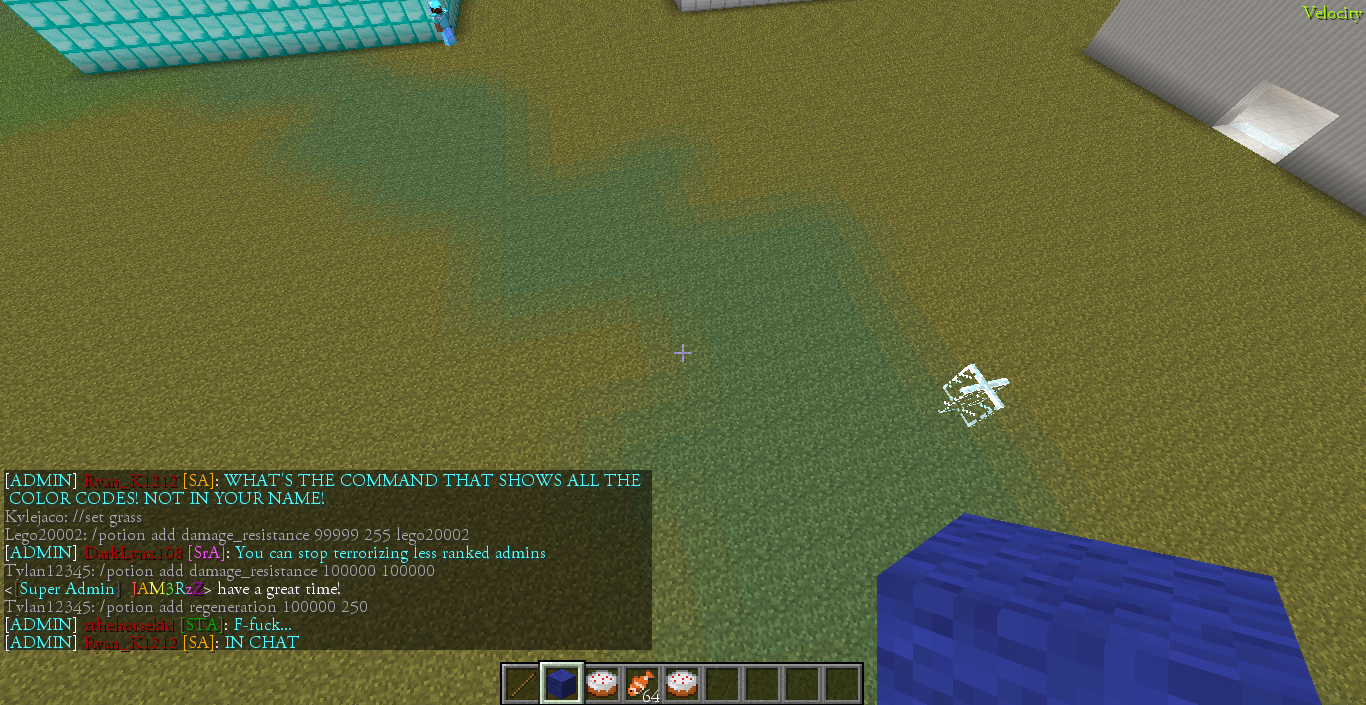 Velocity
[ADMIN] Ryan_K1212 [SA]: WHAT'S THE COMMAND THAT SHOWS ALL THE
COLOR CODES! NOT IN YOUR NAME!
Kylejaco: //set grass
Lego20002: /potion add damage_resistance 99999 255 lego20002
[ADMIN] DarkLynx108 [SrA]: You can stop terrorizing less ranked admins
Tylan12345: /potion add damage_resistance 100000 100000
<[Super Admin] JAM3RzZ> have a great time!
Tylan12345: /potion add regeneration 100000 250
[ADMIN] zthehorsekid [STA]: F-fuck...
[ADMIN] Ryan_K1212 [SA]: IN CHAT
64